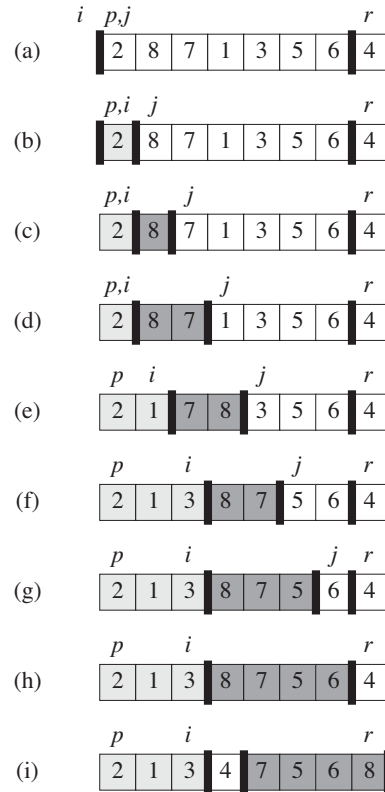 i p,j r
(a) 2 8 7 1 3 5 6 4
p,i j r
(b) 2 8 7 1 3 5 6 4
p,i j r
(c) 2 8 7 1 3 5 6 4
p,i j r
(d) 2 8 7 1 3 5 6 4
p i j r
(e) 2 1 7 8 3 5 6 4
p i j r
(f) 2 1 3 8 7 5 6 4
p i j r
(g) 2 1 3 8 7 5 6 4
p i r
(h) 2 1 3 8 7 5 6 4
p i r
(i) 2 1 3 4 7 5 6 8